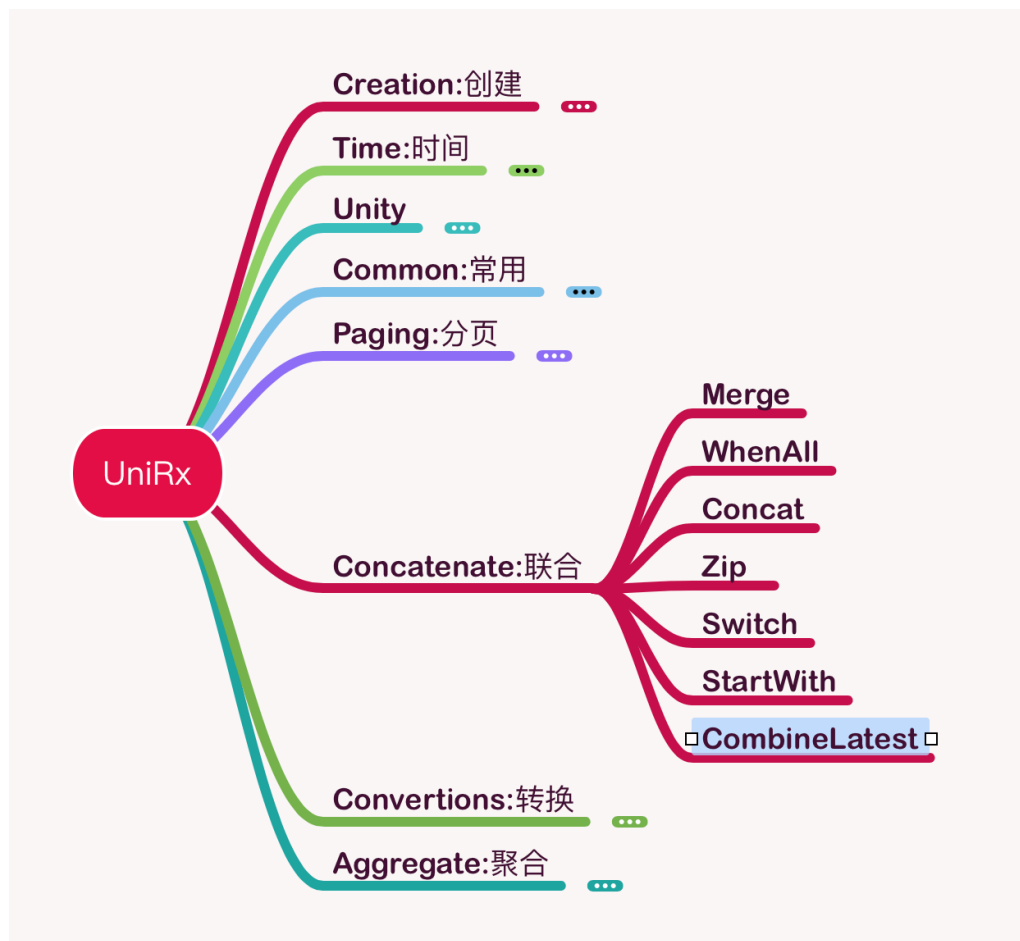 Creation:创建
Time:时间
Unity
Common:常用
Paging:分页
UniRx
Concatenate:联合
Merge
WhenAll
Concat
Zip
Switch
StartWith
CombineLatest
Convertions:转换
Aggregate:聚合